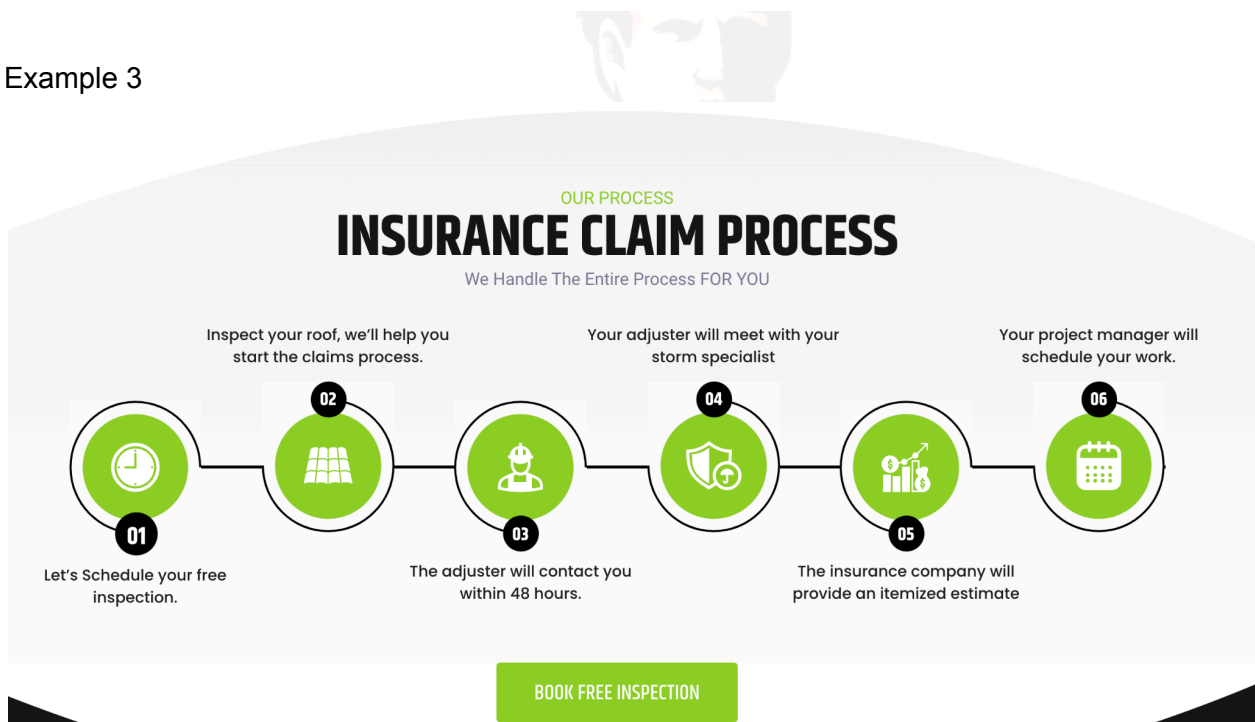 Example 3
OUR PROCESS
INSURANCE CLAIM PROCESS
We Handle The Entire Process FOR YOU
01
Let's Schedule your free
inspection.
Inspect your roof, we'll help you
start the claims process.
02
03
The adjuster will contact you
within 48 hours.
Your adjuster will meet with your
storm specialist
04
05
The insurance company will
provide an itemized estimate
Your project manager will
schedule your work.
06
BOOK FREE INSPECTION